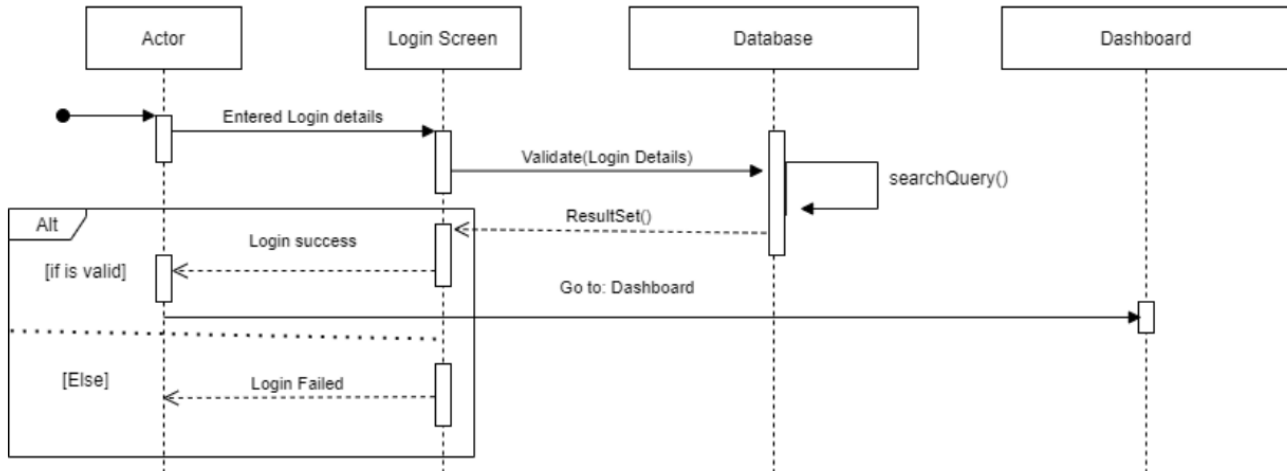 Actor
Login Screen
Database
Dashboard
Entered Login details
Validate(Login Details)
searchQuery()
ResultSet()
Alt
Login success
[if is valid]
Go to: Dashboard
[Else]
Login Failed